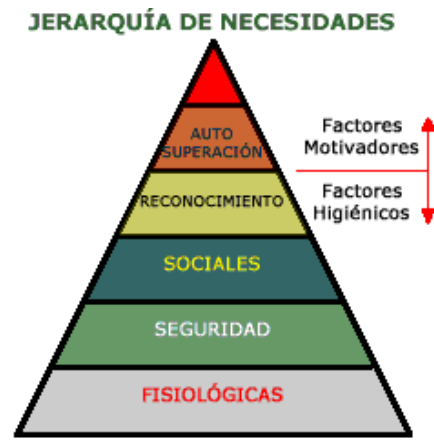 JERARQUÍA DE NECESIDADES
AUTO
SUPERACIÓN
Factores
Motivadores
RECONOCIMIENTO
Factores
Higiénicos
SOCIALES
SEGURIDAD
FISIOLÓGICAS